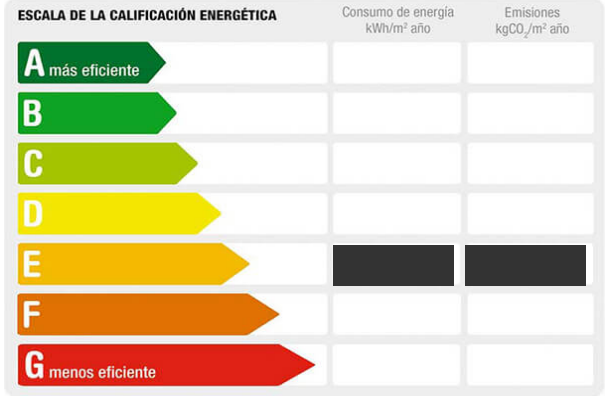 ESCALA DE LA CALIFICACIÓN ENERGÉTICA
Consumo de energía
kWh/m² año
Emisiones
kgCO₂/m² año
A más eficiente
B
C
D
E
F
G menos eficiente